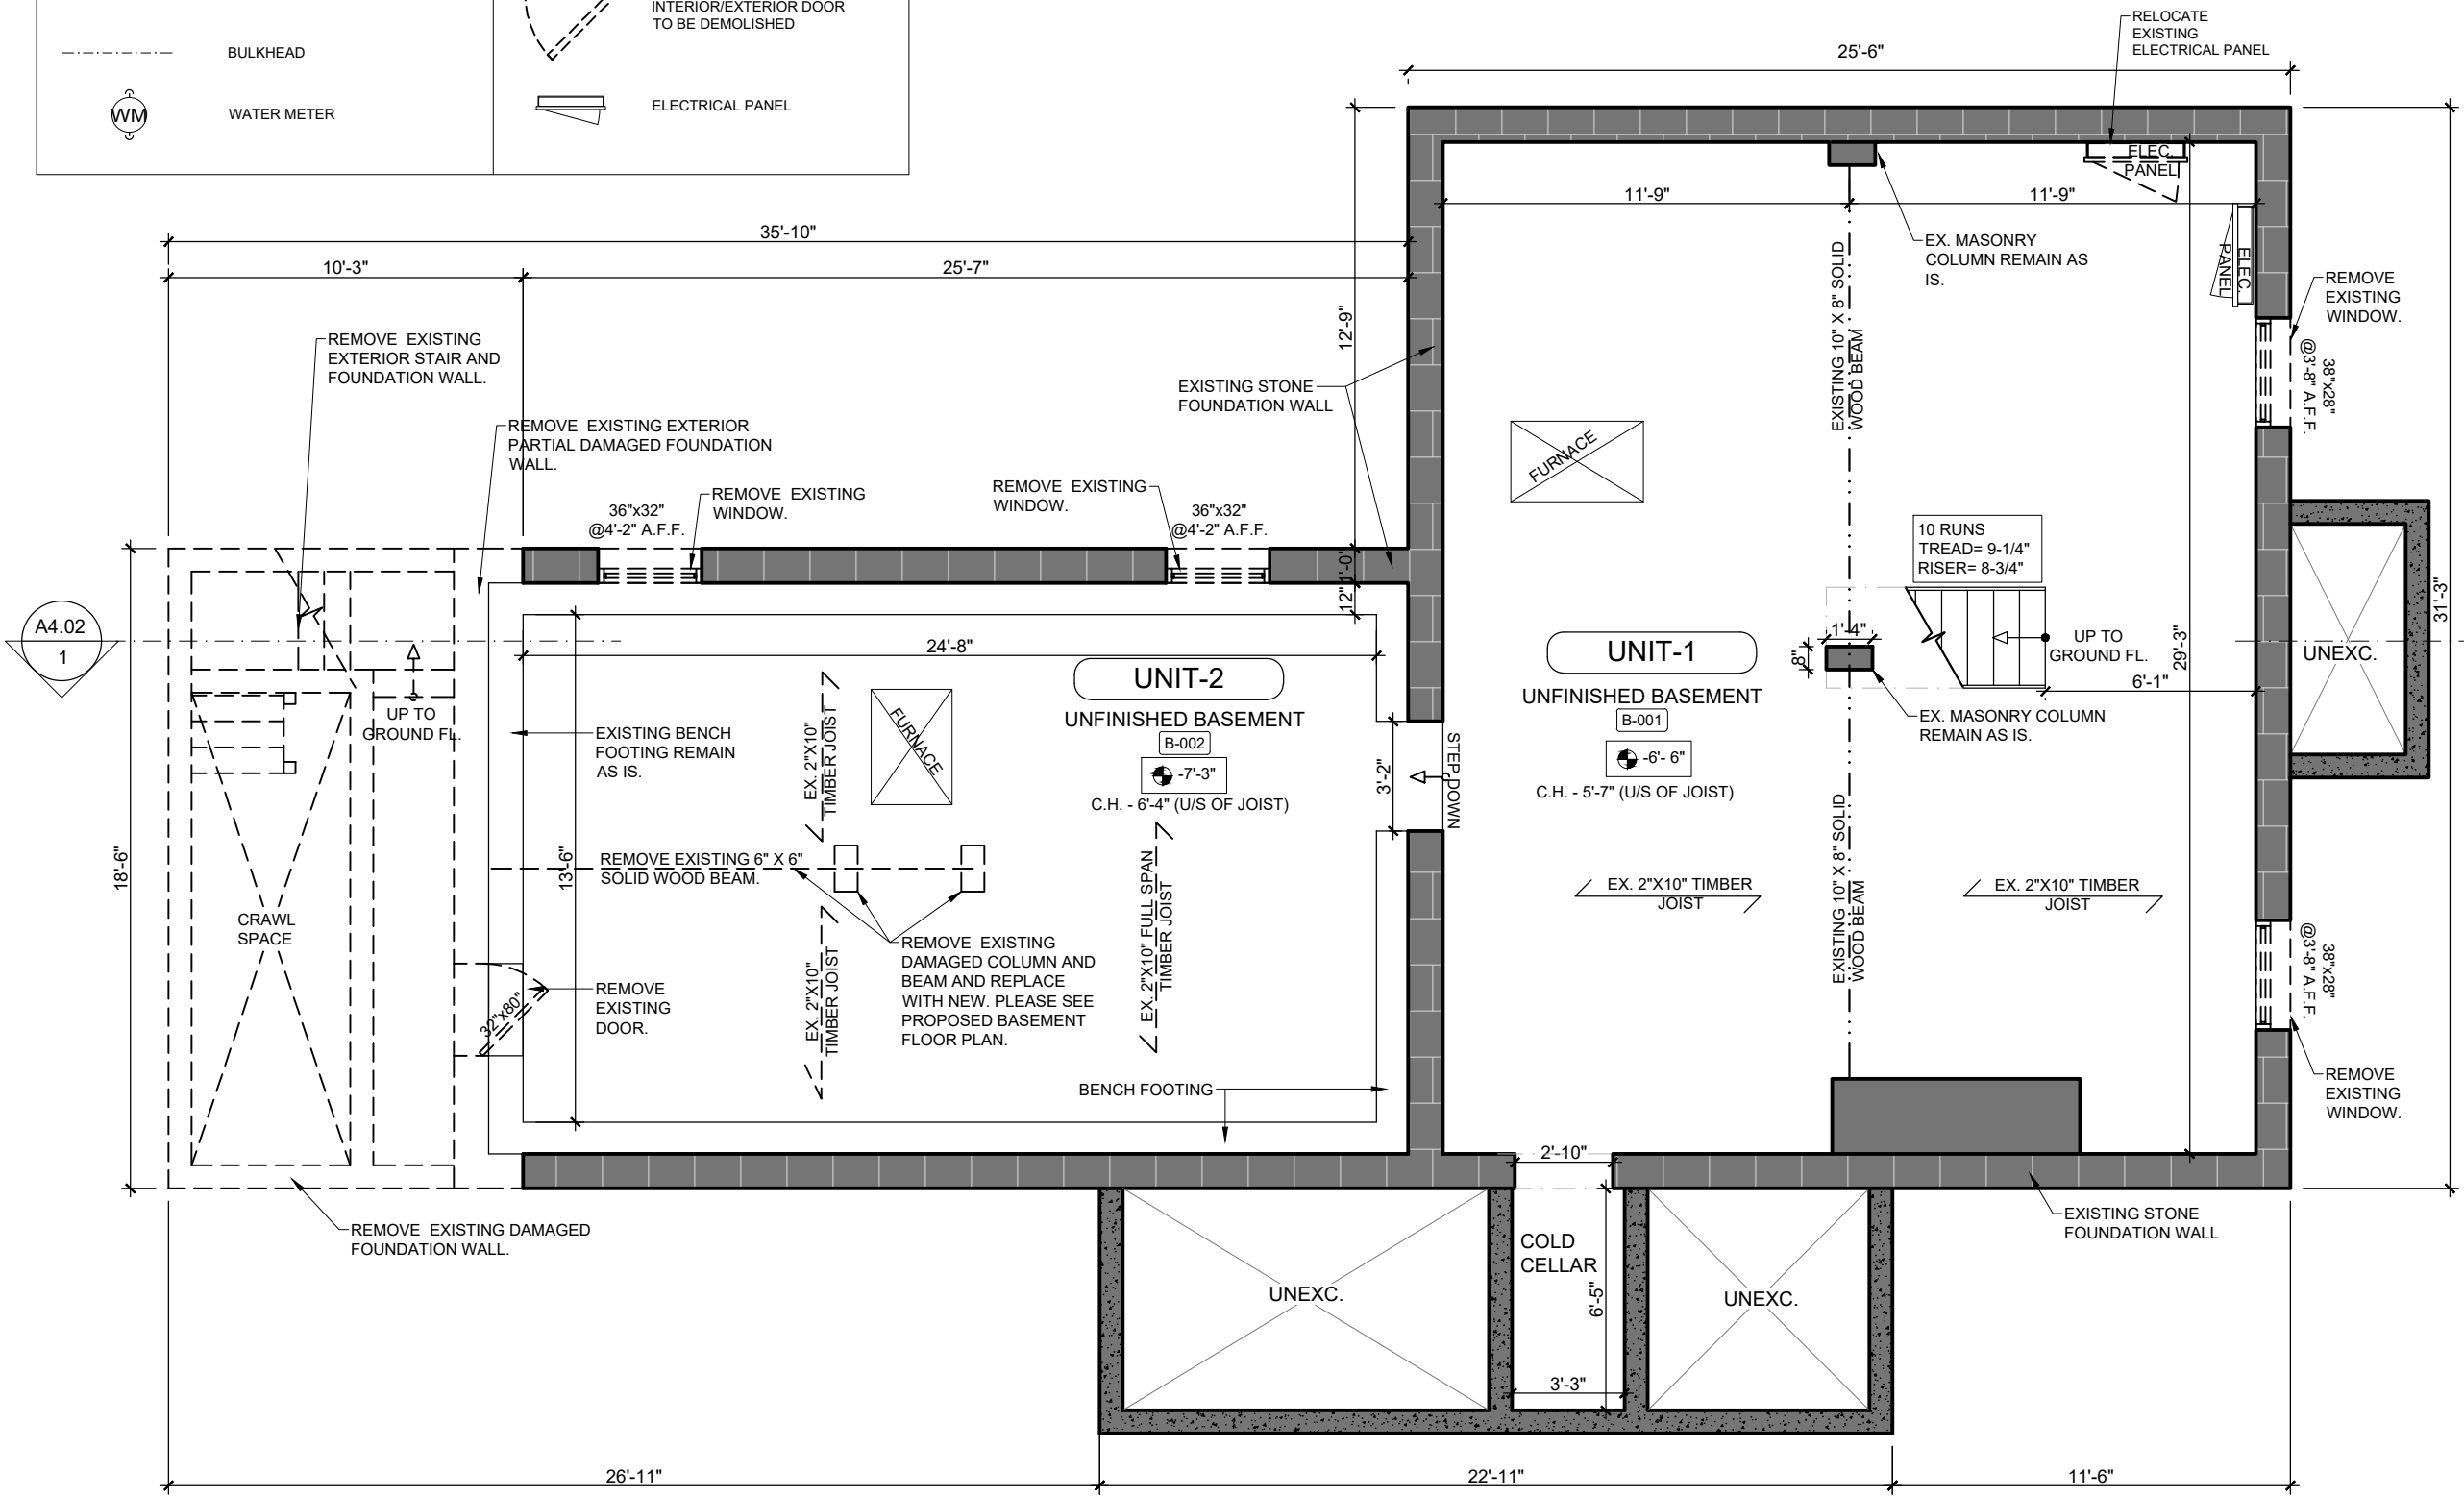 INTERIOR/EXTERIOR DOOR
TO BE DEMOLISHED
BULKHEAD
WM
WATER METER
ELECTRICAL PANEL
RELOCATE
EXISTING
ELECTRICAL PANEL
25'-6"
ELEC.
PANEL
11'-9"
11'-9"
35'-10"
10'-3"
25'-7"
12'-9"
EX. MASONRY
COLUMN REMAIN AS
IS.
ELEC.
PANEL
REMOVE
EXISTING
WINDOW.
38"x28"
@3'-8" A.F.F.
EXISTING 10" X 8" SOLID
WOOD BEAM
REMOVE EXISTING
EXTERIOR STAIR AND
FOUNDATION WALL.
EXISTING STONE
FOUNDATION WALL
REMOVE EXISTING EXTERIOR
PARTIAL DAMAGED FOUNDATION
WALL.
FURNACE
36"x32"
@4'-2" A.F.F.
REMOVE EXISTING
WINDOW.
REMOVE EXISTING
WINDOW.
36"x32"
@4'-2" A.F.F.
10 RUNS
TREAD= 9-1/4"
RISER= 8-3/4"
1'-0"
12"
A4.02
1
24'-8"
UNIT-2
UNFINISHED BASEMENT
B-002
-7'-3"
C.H. - 6'-4" (U/S OF JOIST)
UNIT-1
UNFINISHED BASEMENT
B-001
-6'- 6"
C.H. - 5'-7" (U/S OF JOIST)
1'-4"
8"
UP TO
GROUND FL.
6'-1"
29'-3"
31'-3"
UNEXC.
EX. MASONRY COLUMN
REMAIN AS IS.
UP TO
GROUND FL.
EXISTING BENCH
FOOTING REMAIN
AS IS.
EX. 2"X10"
TIMBER JOIST
FURNACE
3'-2"
STEP DOWN
18'-6"
13'-6"
REMOVE EXISTING 6" X 6"
SOLID WOOD BEAM.
CRAWL
SPACE
REMOVE EXISTING
DAMAGED COLUMN AND
BEAM AND REPLACE
WITH NEW. PLEASE SEE
PROPOSED BASEMENT
FLOOR PLAN.
EX. 2"X10" FULL SPAN
TIMBER JOIST
EX. 2"X10" TIMBER
JOIST
EXISTING 10" X 8" SOLID
WOOD BEAM
EX. 2"X10" TIMBER
JOIST
38"x28"
@3'-8" A.F.F.
32"x80"
REMOVE
EXISTING
DOOR.
EX. 2"X10"
TIMBER JOIST
BENCH FOOTING
REMOVE
EXISTING
WINDOW.
2'-10"
REMOVE EXISTING DAMAGED
FOUNDATION WALL.
EXISTING STONE
FOUNDATION WALL
COLD
CELLAR
UNEXC.
6'-5"
UNEXC.
3'-3"
26'-11"
22'-11"
11'-6"